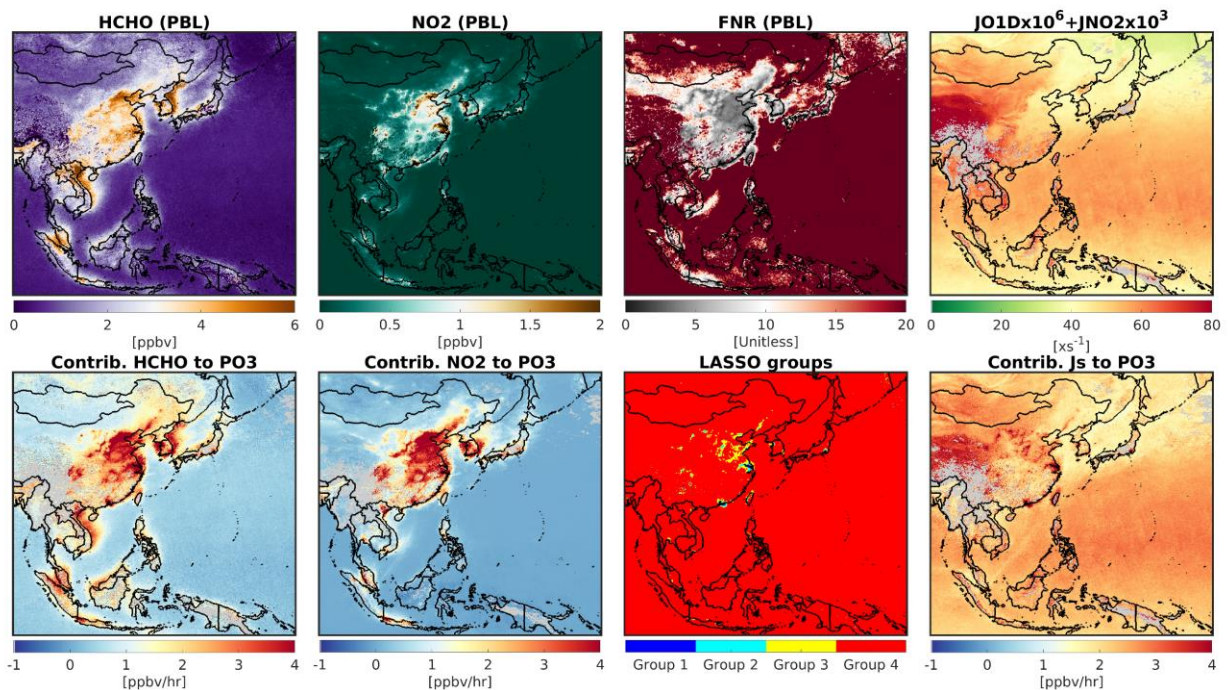 HCHO (PBL)
NO2 (PBL)
FNR (PBL)
JO1Dx10⁶+JNO2x10³
0 2 4 6
[ppbv]
0 0.5 1 1.5 2
[ppbv]
0 5 10 15 20
[Unitless]
0 20 40 60 80
[xs⁻¹]
Contrib. HCHO to PO3
Contrib. NO2 to PO3
LASSO groups
Contrib. Js to PO3
-1 0 1 2 3 4
[ppbv/hr]
-1 0 1 2 3 4
[ppbv/hr]
Group 1 Group 2 Group 3 Group 4
-1 0 1 2 3 4
[ppbv/hr]